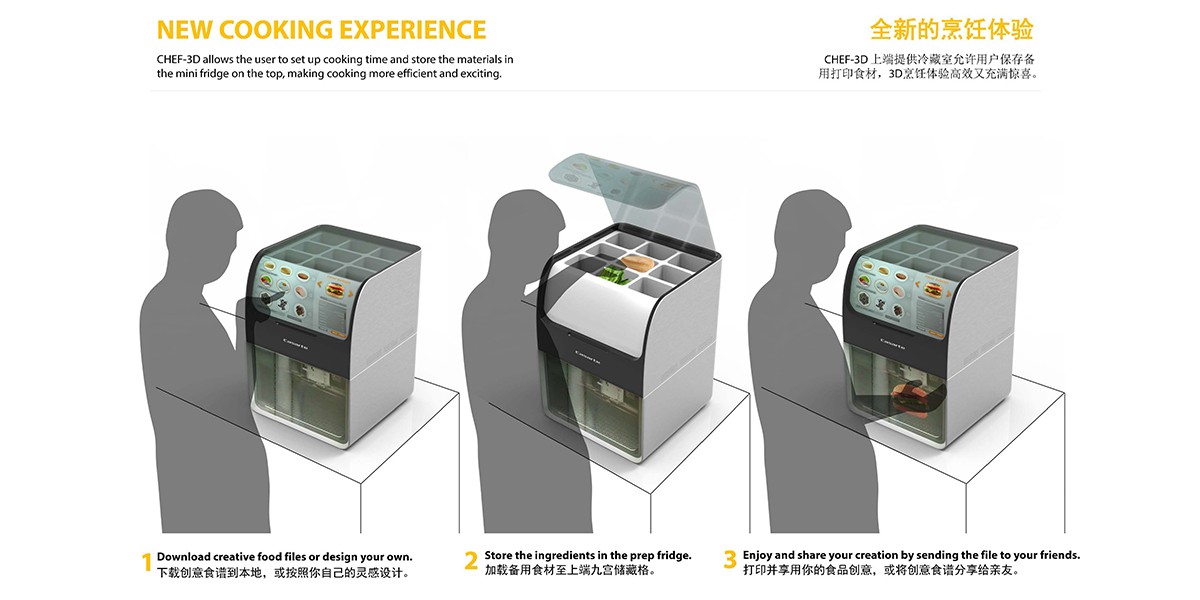 NEW COOKING EXPERIENCE
CHEF-3D allows the user to set up cooking time and store the materials in
the mini fridge on the top, making cooking more efficient and exciting.
全新的烹饪体验
CHEF-3D 上端提供冷藏室允许用户保存备
用打印食材，3D烹饪体验高效又充满惊喜。
Casarte
Casarte
Casarte
1 Download creative food files or design your own.
下载创意食谱到本地，或按照你自己的灵感设计。
2 Store the ingredients in the prep fridge.
加载备用食材至上端九宫储藏格。
3 Enjoy and share your creation by sending the file to your friends.
打印并享用你的食品创意，或将创意食谱分享给亲友。